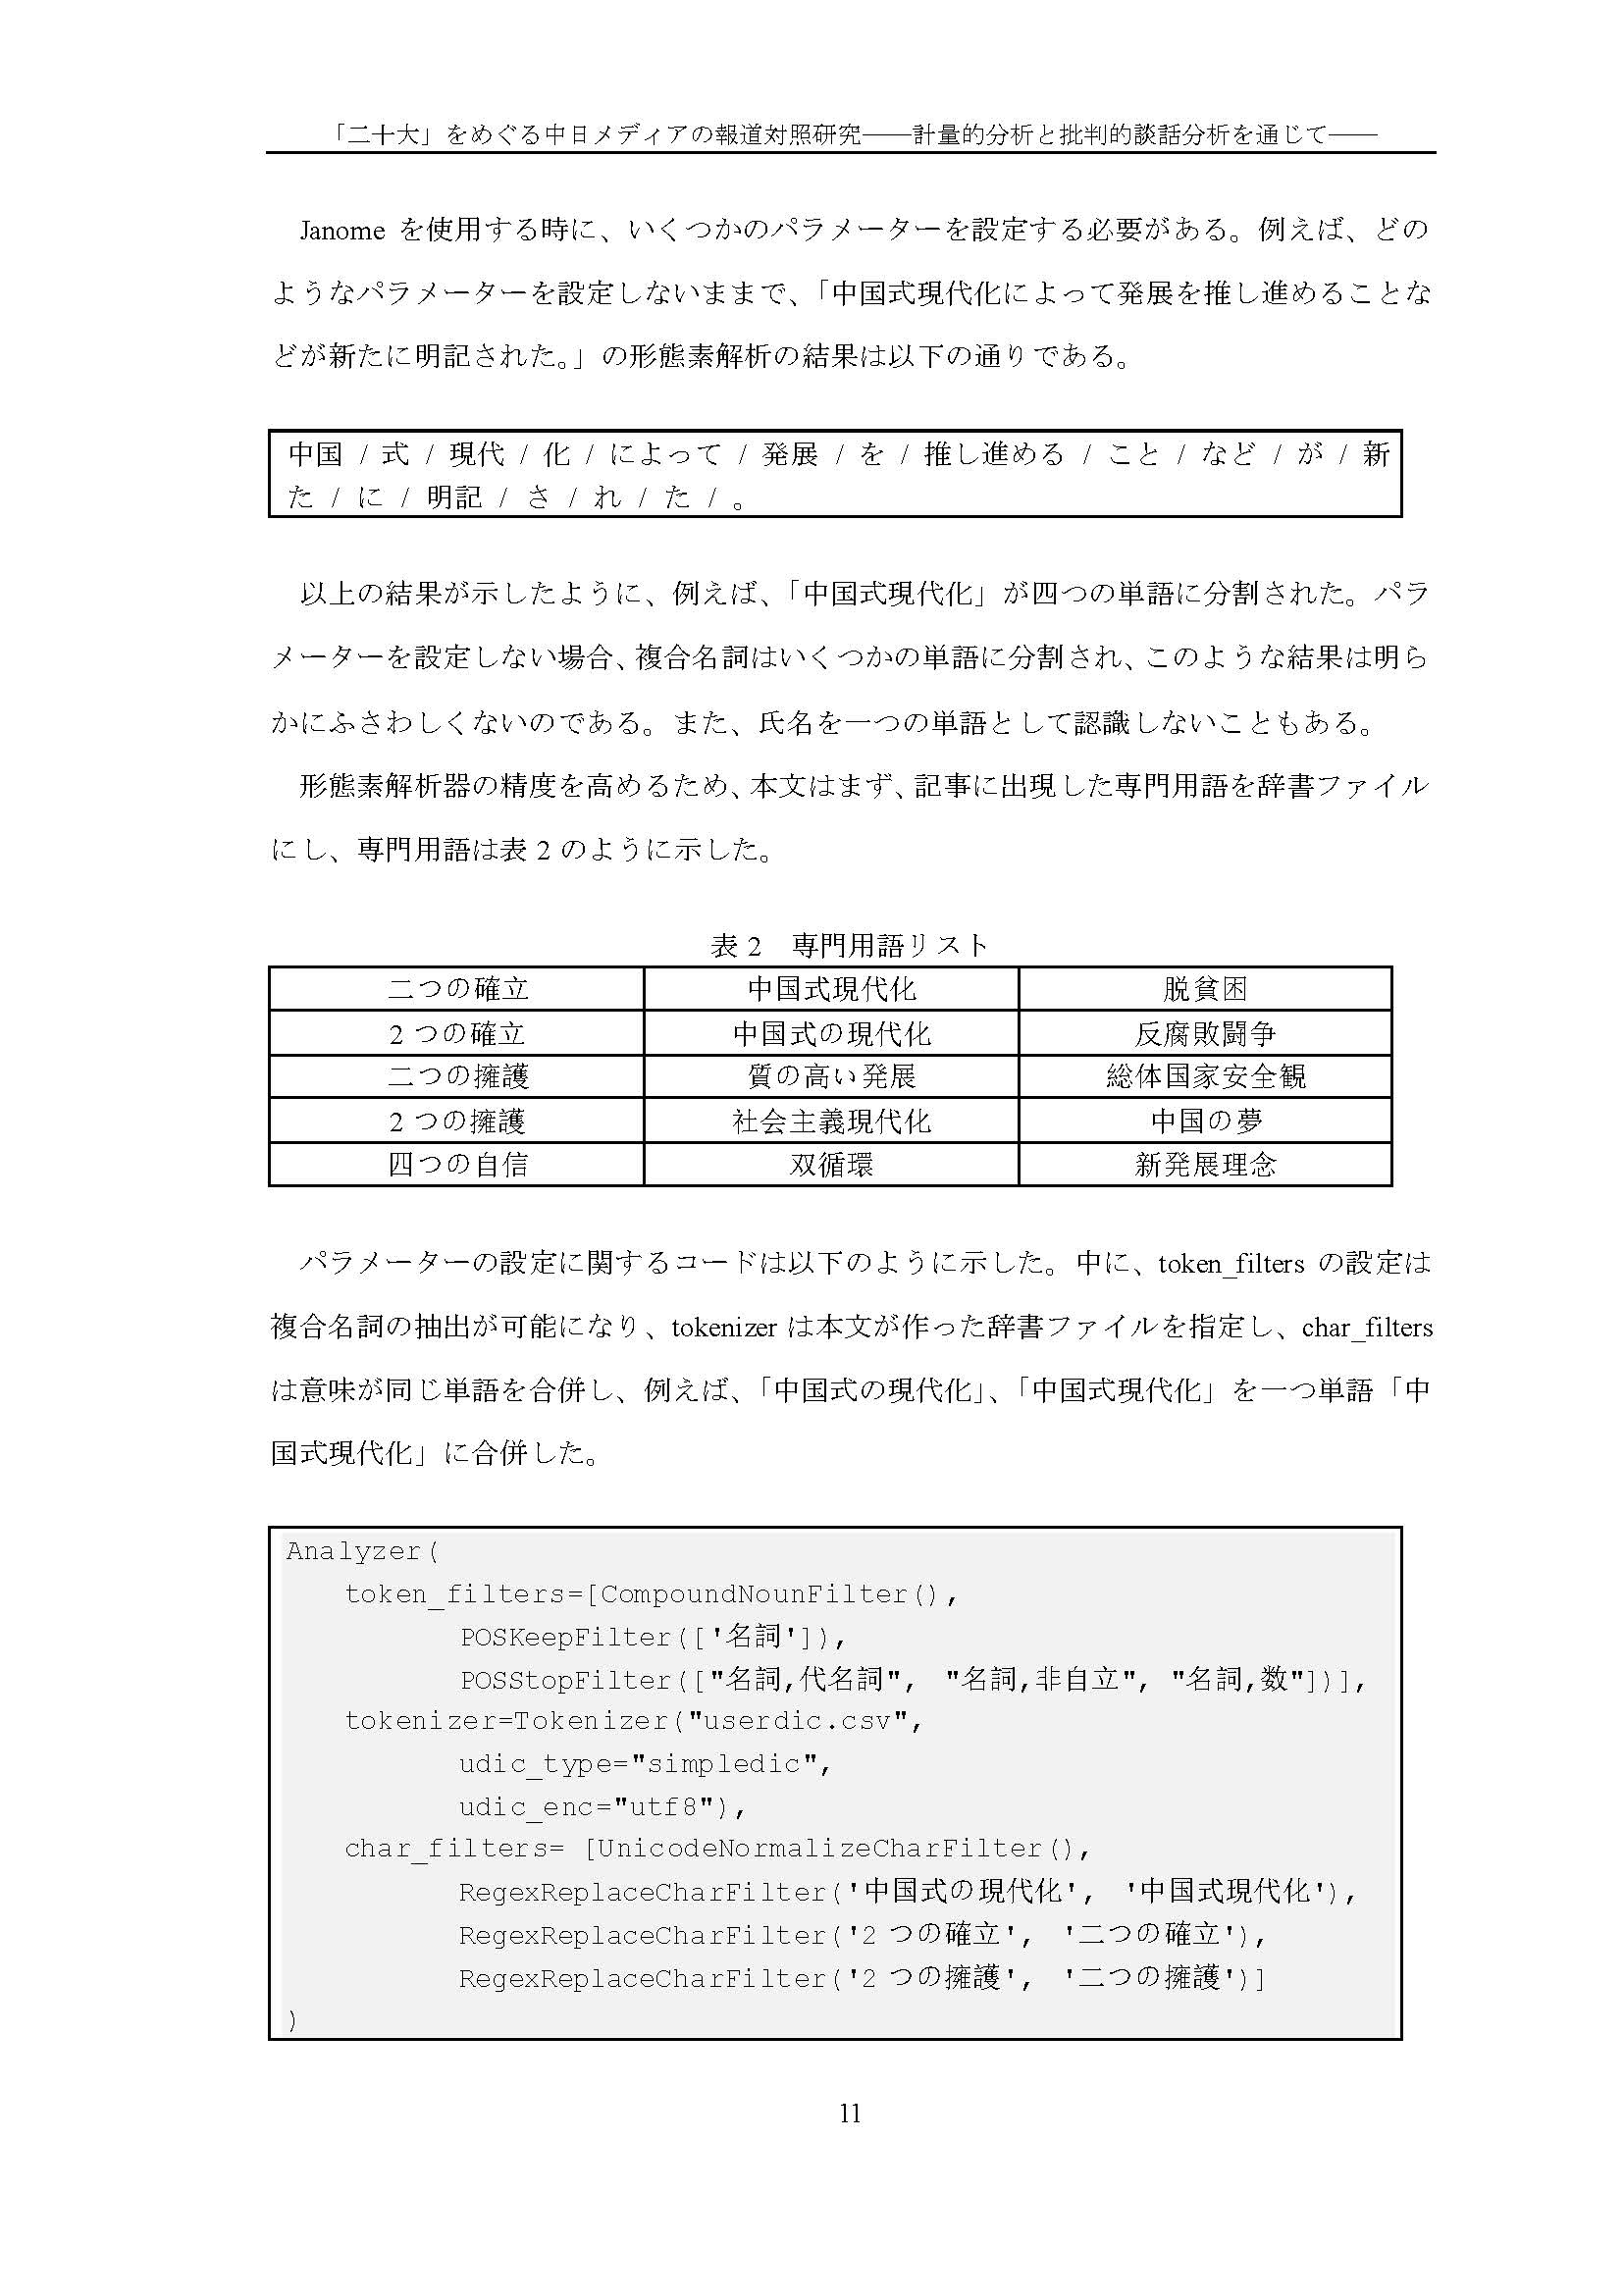 「二十大」をめぐる中日メディアの報道対照研究——計量的分析と批判的談話分析を通じて——
Janome を使用する時に、いくつかのパラメーターを設定する必要がある。例えば、どの
ようなパラメーターを設定しないままで、「中国式現代化によって発展を推し進めることな
どが新たに明記された。」の形態素解析の結果は以下の通りである。
中国 / 式 / 現代 / 化 / によって / 発展 / を / 推し進める / こと / など / が / 新
た / に / 明記 / さ / れ / た / 。
以上の結果が示したように、例えば、「中国式現代化」が四つの単語に分割された。パラ
メーターを設定しない場合、複合名詞はいくつかの単語に分割され、このような結果は明ら
かにふさわしくないのである。また、氏名を一つの単語として認識しないこともある。
形態素解析器の精度を高めるため、本文はまず、記事に出現した専門用語を辞書ファイル
にし、専門用語は表 2 のように示した。
表 2　専門用語リスト
二つの確立 中国式現代化 脱貧困
2 つの確立 中国式の現代化 反腐敗闘争
二つの擁護 質の高い発展 総体国家安全観
2 つの擁護 社会主義現代化 中国の夢
四つの自信 双循環 新発展理念
パラメーターの設定に関するコードは以下のように示した。中に、token_filters の設定は
複合名詞の抽出が可能になり、tokenizer は本文が作った辞書ファイルを指定し、char_filters
は意味が同じ単語を合併し、例えば、「中国式の現代化」、「中国式現代化」を一つ単語「中
国式現代化」に合併した。
Analyzer(
token_filters=[CompoundNounFilter(),
POSKeepFilter(['名詞']),
POSStopFilter(["名詞,代名詞", "名詞,非自立", "名詞,数"])],
tokenizer=Tokenizer("userdic.csv",
udic_type="simpledic",
udic_enc="utf8"),
char_filters= [UnicodeNormalizeCharFilter(),
RegexReplaceCharFilter('中国式の現代化', '中国式現代化'),
RegexReplaceCharFilter('2 つの確立', '二つの確立'),
RegexReplaceCharFilter('2 つの擁護', '二つの擁護')]
)
11